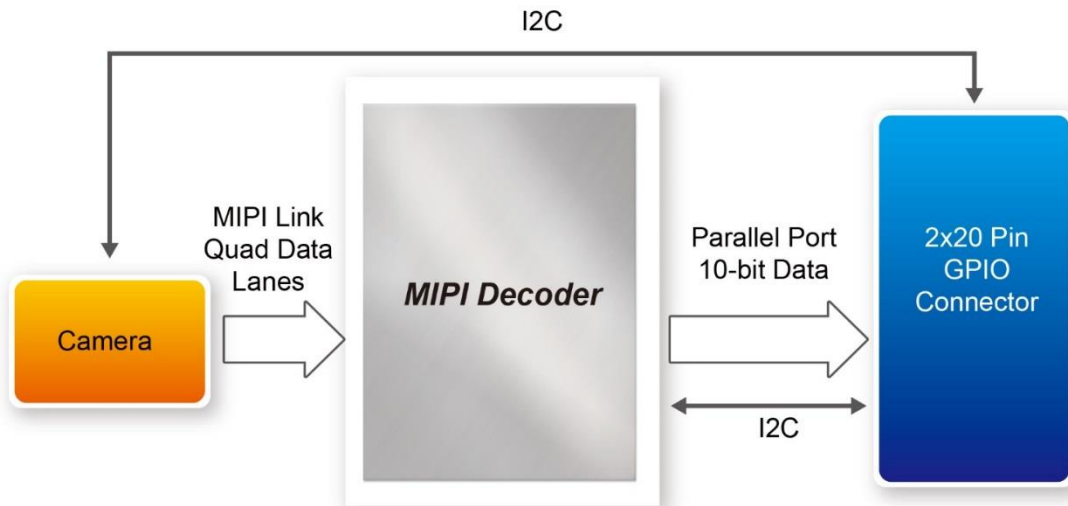 I2C
MIPI Link
Quad Data
Lanes
Camera
MIPI Decoder
Parallel Port
10-bit Data
I2C
2x20 Pin
GPIO
Connector